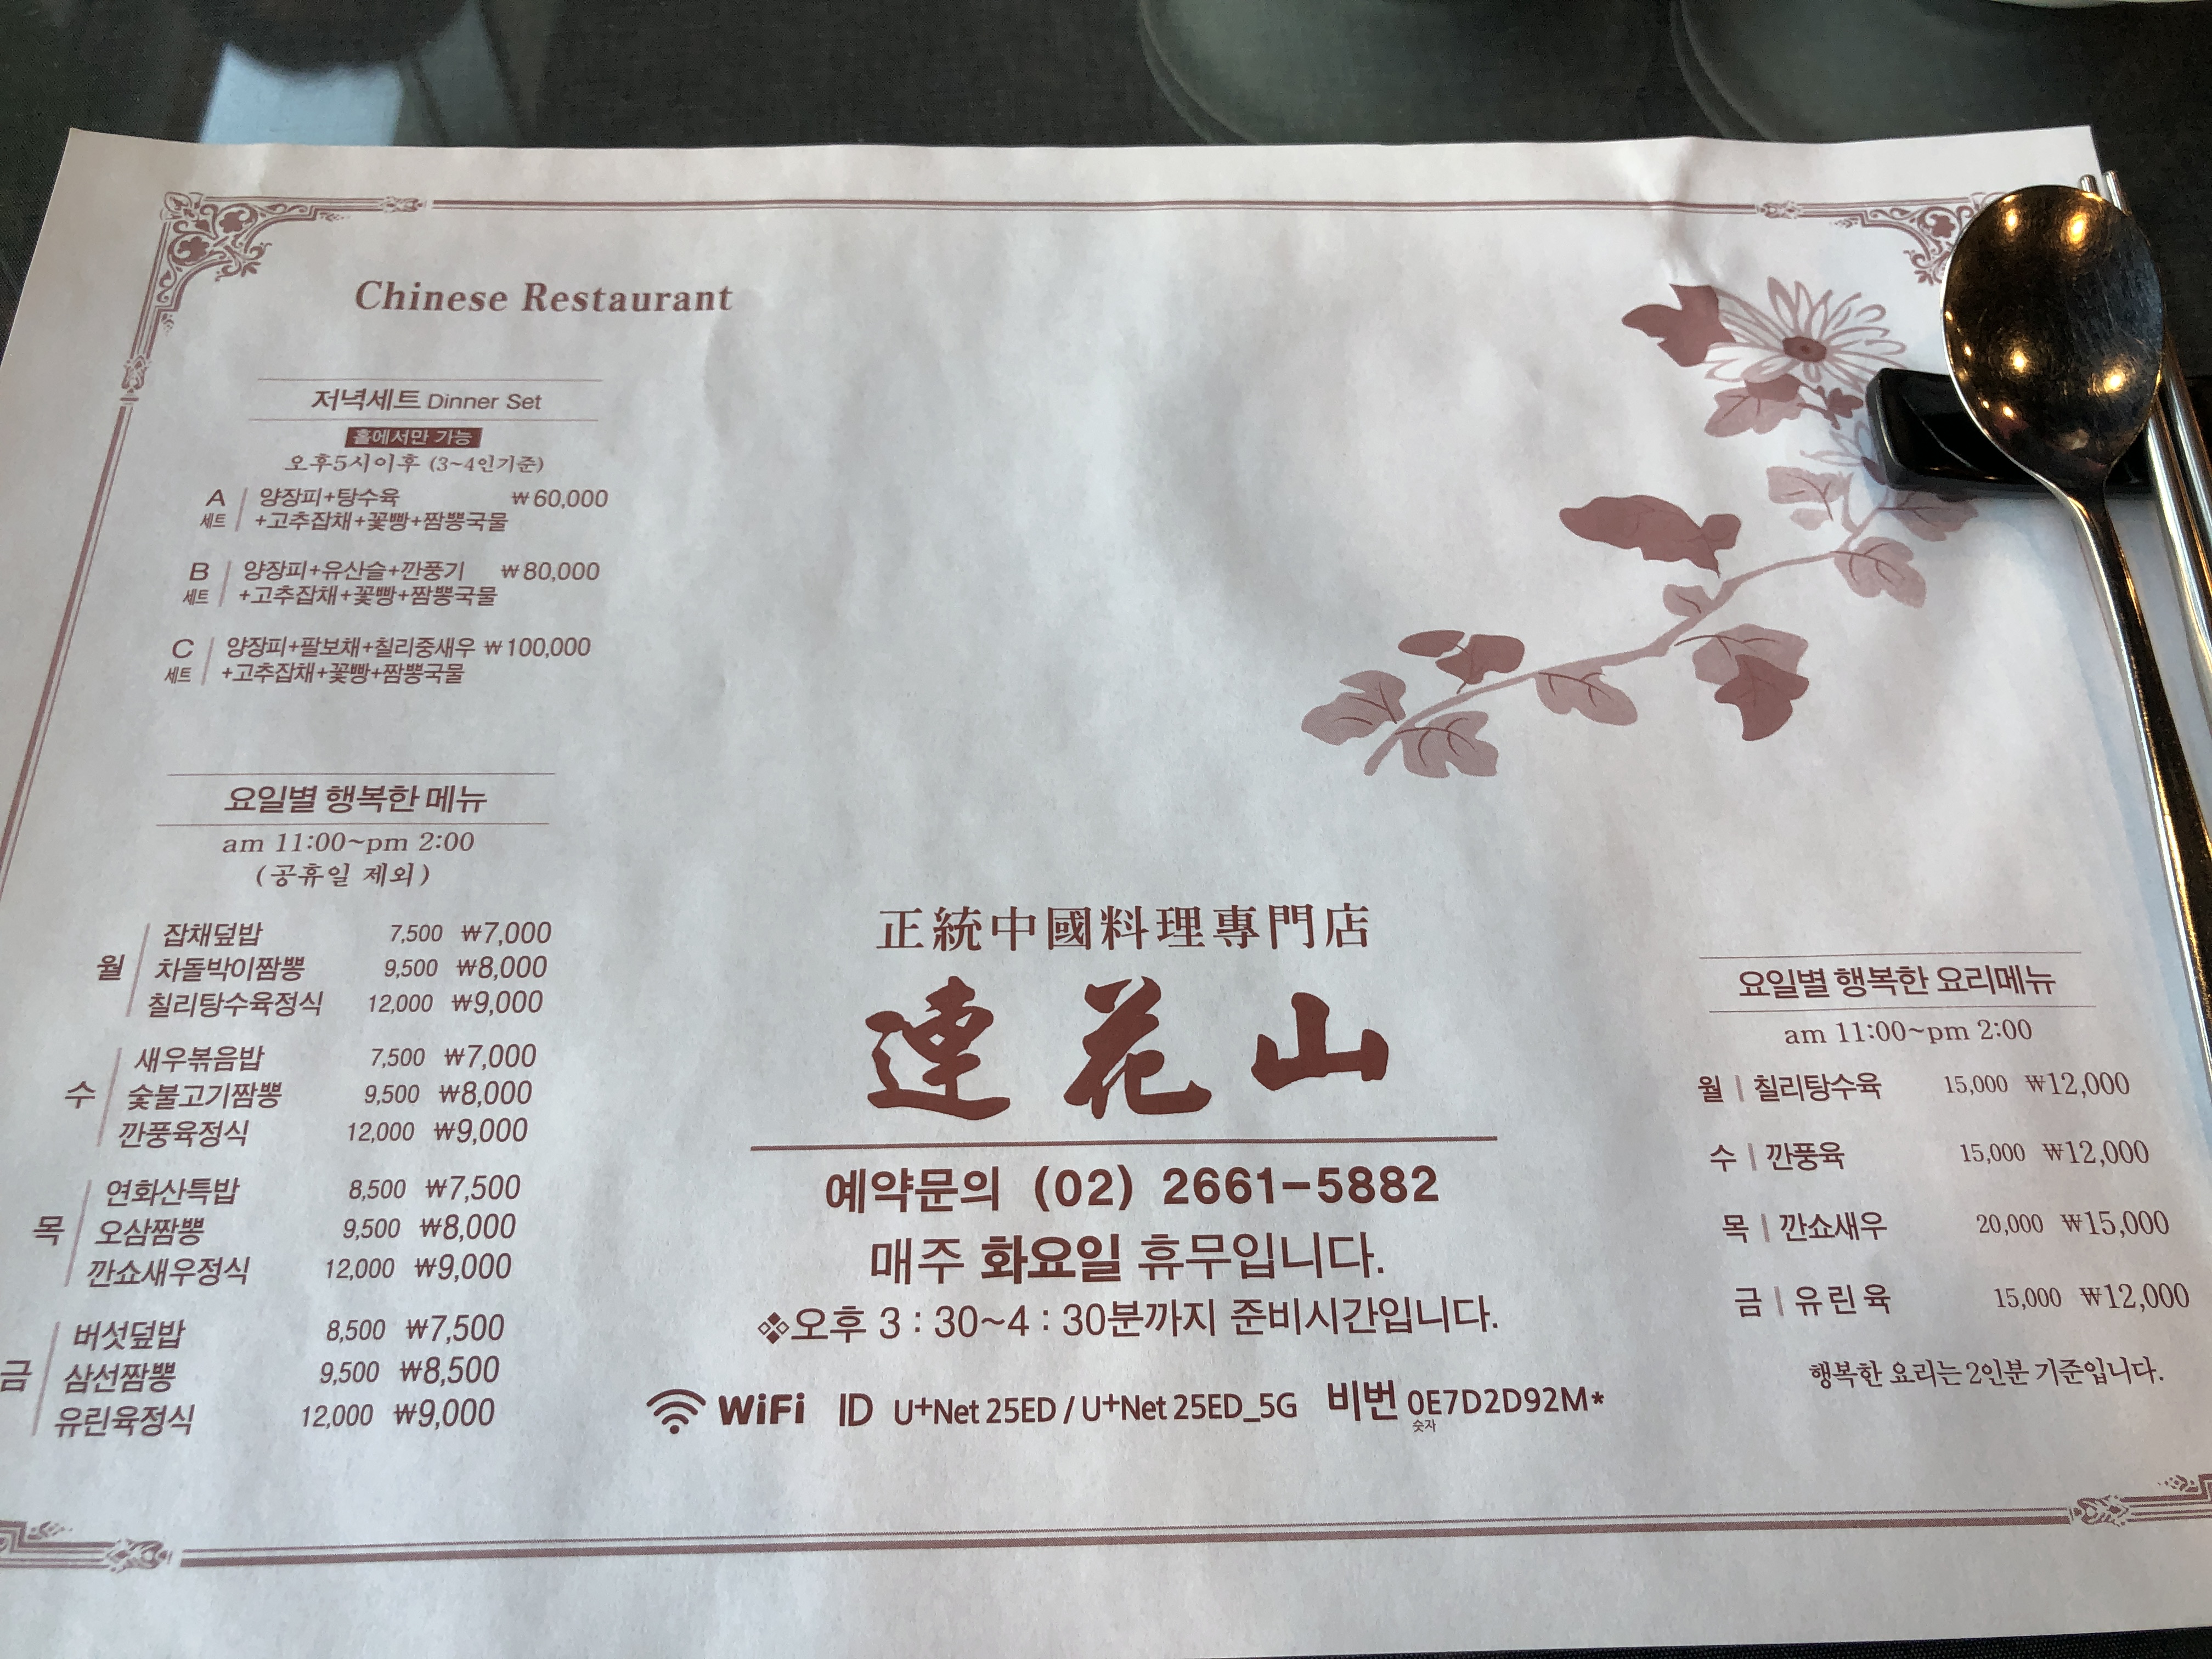 Chinese Restaurant
저녁세트 Dinner Set
홀에서만 가능
오후5시이후 (3~4인기준)
A 세트 양장피+탕수육 ₩60,000
+고추잡채+꽃빵+짬뽕국물
B 세트 양장피+유산슬+깐풍기 ₩80,000
+고추잡채+꽃빵+짬뽕국물
C 세트 양장피+팔보채+칠리중새우 ₩100,000
+고추잡채+꽃빵+짬뽕국물
요일별 행복한 메뉴
am 11:00~pm 2:00
(공휴일 제외)
월
잡채덮밥 7,500 ₩7,000
차돌박이짬뽕 9,500 ₩8,000
칠리탕수육정식 12,000 ₩9,000
수
새우볶음밥 7,500 ₩7,000
숯불고기짬뽕 9,500 ₩8,000
깐풍육정식 12,000 ₩9,000
목
연화산특밥 8,500 ₩7,500
오삼짬뽕 9,500 ₩8,000
깐쇼새우정식 12,000 ₩9,000
금
버섯덮밥 8,500 ₩7,500
삼선짬뽕 9,500 ₩8,500
유린육정식 12,000 ₩9,000
正統中國料理專門店
連花山
예약문의 (02) 2661-5882
매주 화요일 휴무입니다.
❖오후 3 : 30~4 : 30분까지 준비시간입니다.
WiFi ID U+Net 25ED / U+Net 25ED_5G 비번 0E7D2D92M*
숫자
요일별 행복한 요리메뉴
am 11:00~pm 2:00
월 | 칠리탕수육 15,000 ₩12,000
수 | 깐풍육 15,000 ₩12,000
목 | 깐쇼새우 20,000 ₩15,000
금 | 유린육 15,000 ₩12,000
행복한 요리는 2인분 기준입니다.